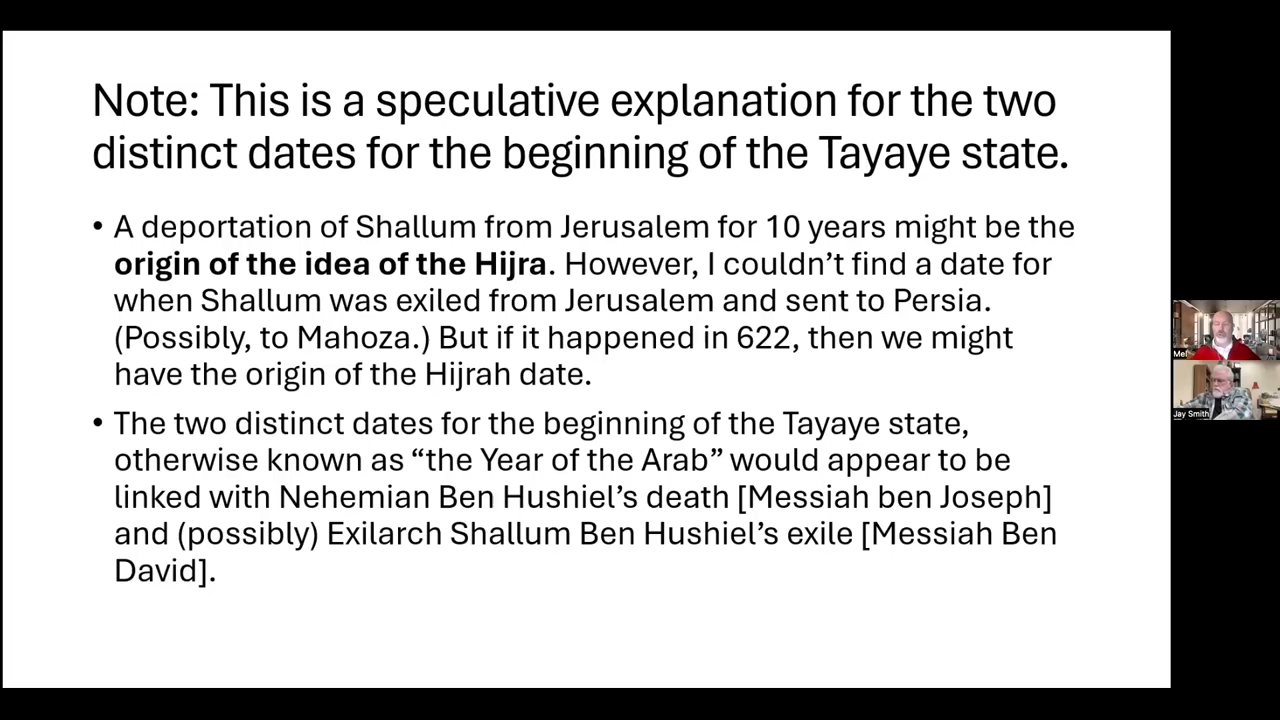 Note: This is a speculative explanation for the two
distinct dates for the beginning of the Tayaye state.
• A deportation of Shallum from Jerusalem for 10 years might be the
origin of the idea of the Hijra. However, I couldn’t find a date for
when Shallum was exiled from Jerusalem and sent to Persia.
(Possibly, to Mahoza.) But if it happened in 622, then we might
have the origin of the Hijrah date.
• The two distinct dates for the beginning of the Tayaye state,
otherwise known as “the Year of the Arab” would appear to be
linked with Nehemian Ben Hushiel’s death [Messiah ben Joseph]
and (possibly) Exilarch Shallum Ben Hushiel’s exile [Messiah Ben
David].
Mel
Jay Smith